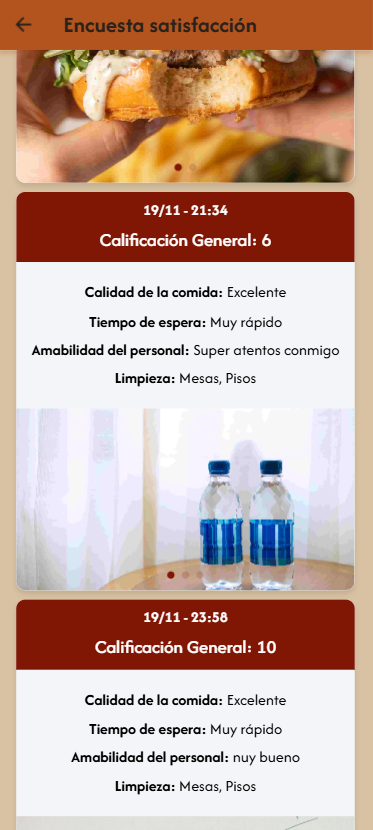 Encuesta satisfacción
19/11 - 21:34
Calificación General: 6
Calidad de la comida: Excelente
Tiempo de espera: Muy rápido
Amabilidad del personal: Super atentos conmigo
Limpieza: Mesas, Pisos
19/11 - 23:58
Calificación General: 10
Calidad de la comida: Excelente
Tiempo de espera: Muy rápido
Amabilidad del personal: nuy bueno
Limpieza: Mesas, Pisos